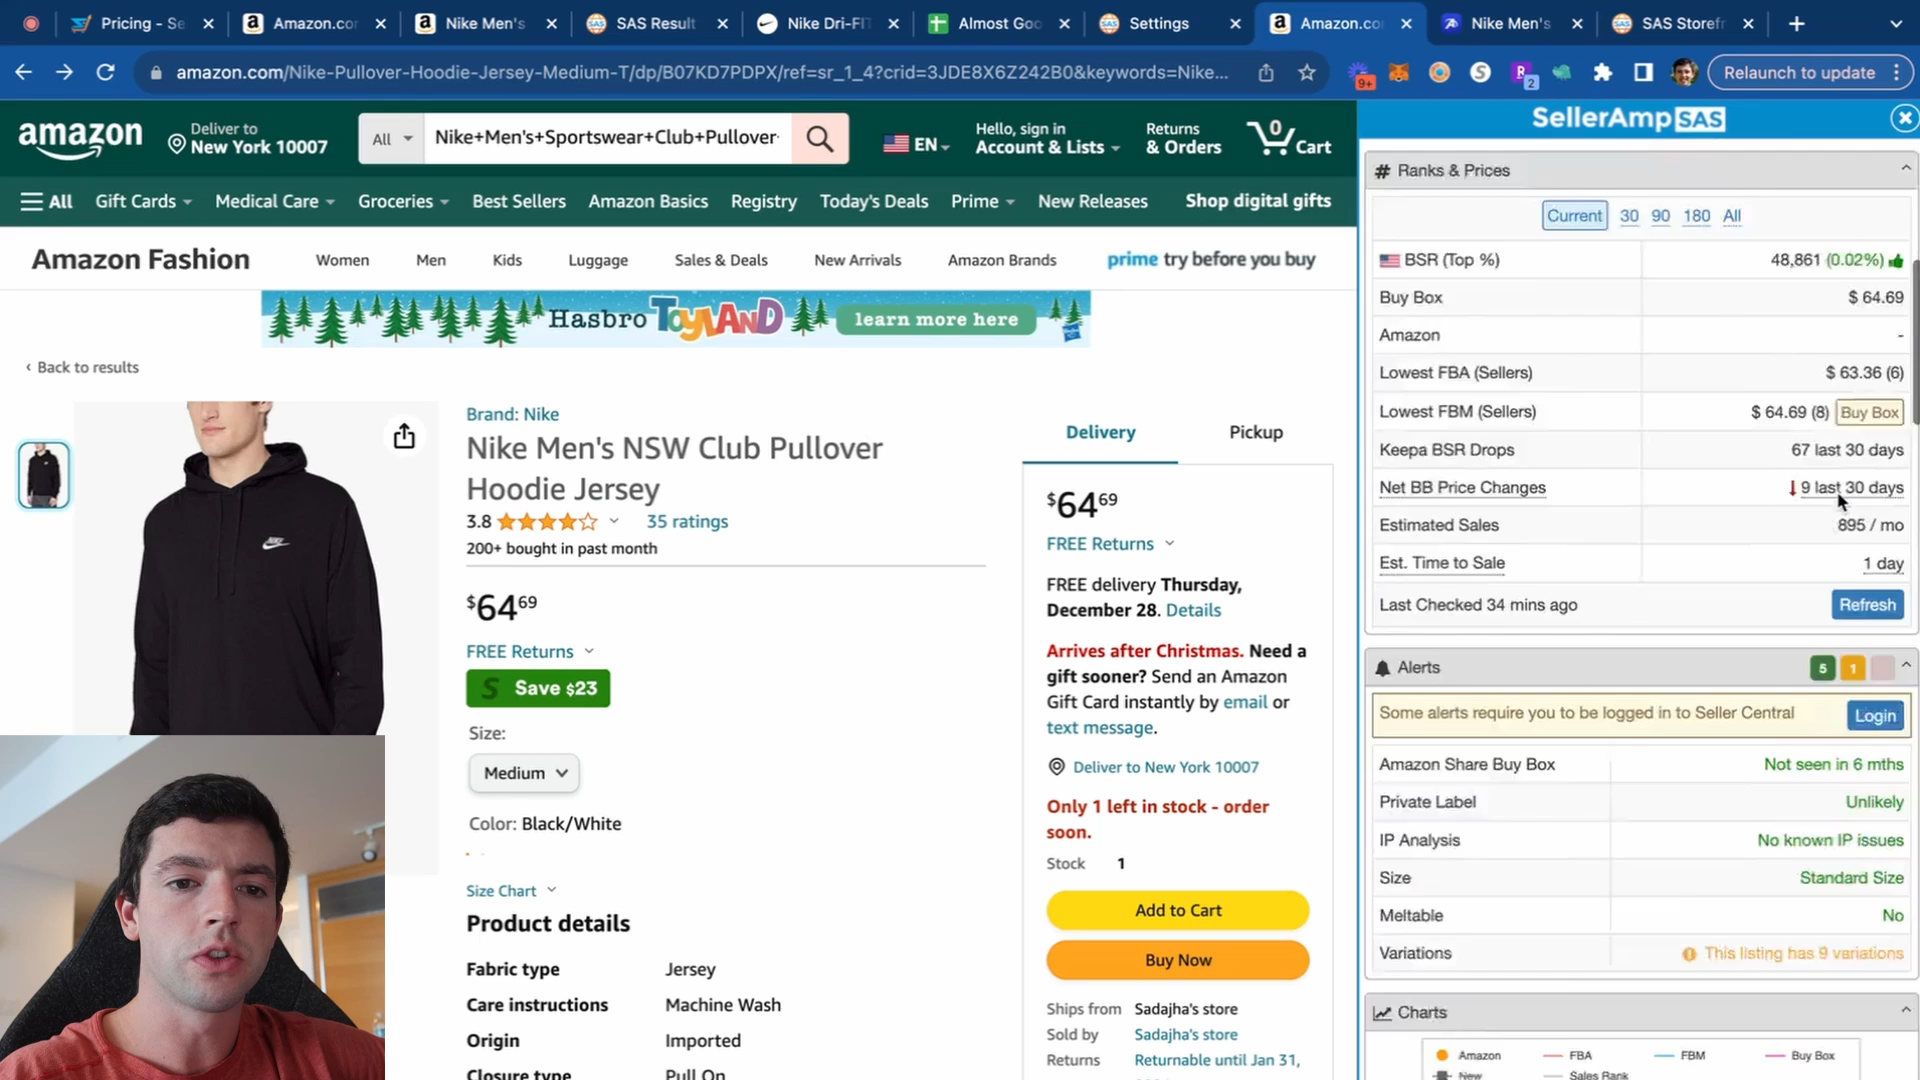 Pricing - Se
Amazon.cor
Nike Men's
SAS Result
Nike Dri-FIT
Almost Goo
Settings
Amazon.co
Nike Men's
SAS Storefr
amazon.com/Nike-Pullover-Hoodie-Jersey-Medium-T/dp/B07KD7PDPX/ref=sr_1_4?crid=3JDE8X6Z242B0&keywords=Nike...
9+
2
Relaunch to update
amazon
Deliver to
New York 10007
All
Nike+Men's+Sportswear+Club+Pullover-
EN
Hello, sign in
Account & Lists
Returns
& Orders
0
Cart
All
Gift Cards
Medical Care
Groceries
Best Sellers
Amazon Basics
Registry
Today's Deals
Prime
New Releases
Shop digital gifts
Amazon Fashion
Women
Men
Kids
Luggage
Sales & Deals
New Arrivals
Amazon Brands
prime try before you buy
Hasbro TOYLAND
learn more here
‹ Back to results
Brand: Nike
Nike Men's NSW Club Pullover
Hoodie Jersey
3.8
35 ratings
200+ bought in past month
$64 69
FREE Returns
S Save $23
Size:
Medium
Color: Black/White
Size Chart
Product details
Fabric type Jersey
Care instructions Machine Wash
Origin Imported
Closure type Pull On
Delivery
Pickup
$64 69
FREE Returns
FREE delivery Thursday,
December 28. Details
Arrives after Christmas. Need a
gift sooner? Send an Amazon
Gift Card instantly by email or
text message.
Deliver to New York 10007
Only 1 left in stock - order
soon.
Stock 1
Add to Cart
Buy Now
Ships from Sadajha's store
Sold by Sadajha's store
Returns Returnable until Jan 31,
SellerAmp SAS
# Ranks & Prices
Current 30 90 180 All
BSR (Top %) 48,861 (0.02%)
Buy Box $ 64.69
Amazon -
Lowest FBA (Sellers) $ 63.36 (6)
Lowest FBM (Sellers) $ 64.69 (8) Buy Box
Keepa BSR Drops 67 last 30 days
Net BB Price Changes ↓ 9 last 30 days
Estimated Sales 895 / mo
Est. Time to Sale 1 day
Last Checked 34 mins ago Refresh
Alerts 5 1
Some alerts require you to be logged in to Seller Central Login
Amazon Share Buy Box Not seen in 6 mths
Private Label Unlikely
IP Analysis No known IP issues
Size Standard Size
Meltable No
Variations This listing has 9 variations
Charts
Amazon FBA FBM Buy Box
New Sales Rank